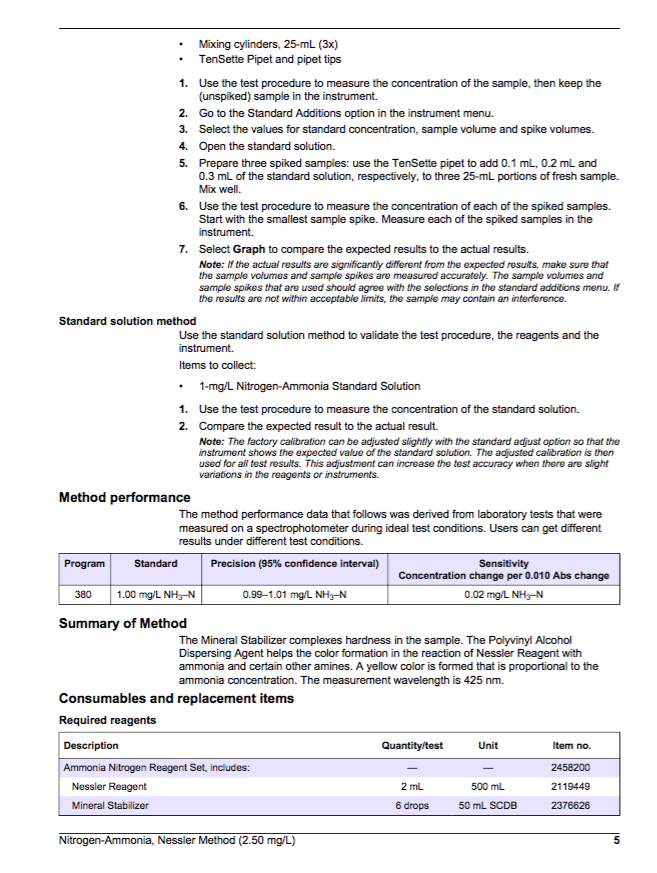 • Mixing cylinders, 25-mL (3x)
• TenSette Pipet and pipet tips
1. Use the test procedure to measure the concentration of the sample, then keep the
(unspiked) sample in the instrument.
2. Go to the Standard Additions option in the instrument menu.
3. Select the values for standard concentration, sample volume and spike volumes.
4. Open the standard solution.
5. Prepare three spiked samples: use the TenSette pipet to add 0.1 mL, 0.2 mL and
0.3 mL of the standard solution, respectively, to three 25-mL portions of fresh sample.
Mix well.
6. Use the test procedure to measure the concentration of each of the spiked samples.
Start with the smallest sample spike. Measure each of the spiked samples in the
instrument.
7. Select Graph to compare the expected results to the actual results.
Note: If the actual results are significantly different from the expected results, make sure that
the sample volumes and sample spikes are measured accurately. The sample volumes and
sample spikes that are used should agree with the selections in the standard additions menu. If
the results are not within acceptable limits, the sample may contain an interference.
Standard solution method
Use the standard solution method to validate the test procedure, the reagents and the
instrument.
Items to collect:
• 1-mg/L Nitrogen-Ammonia Standard Solution
1. Use the test procedure to measure the concentration of the standard solution.
2. Compare the expected result to the actual result.
Note: The factory calibration can be adjusted slightly with the standard adjust option so that the
instrument shows the expected value of the standard solution. The adjusted calibration is then
used for all test results. This adjustment can increase the test accuracy when there are slight
variations in the reagents or instruments.
Method performance
The method performance data that follows was derived from laboratory tests that were
measured on a spectrophotometer during ideal test conditions. Users can get different
results under different test conditions.
Program Standard Precision (95% confidence interval) Sensitivity
Concentration change per 0.010 Abs change
380 1.00 mg/L NH₃–N 0.99–1.01 mg/L NH₃–N 0.02 mg/L NH₃–N
Summary of Method
The Mineral Stabilizer complexes hardness in the sample. The Polyvinyl Alcohol
Dispersing Agent helps the color formation in the reaction of Nessler Reagent with
ammonia and certain other amines. A yellow color is formed that is proportional to the
ammonia concentration. The measurement wavelength is 425 nm.
Consumables and replacement items
Required reagents
Description Quantity/test Unit Item no.
Ammonia Nitrogen Reagent Set, includes: — — 2458200
Nessler Reagent 2 mL 500 mL 2119449
Mineral Stabilizer 6 drops 50 mL SCDB 2376626
Nitrogen-Ammonia, Nessler Method (2.50 mg/L) 5